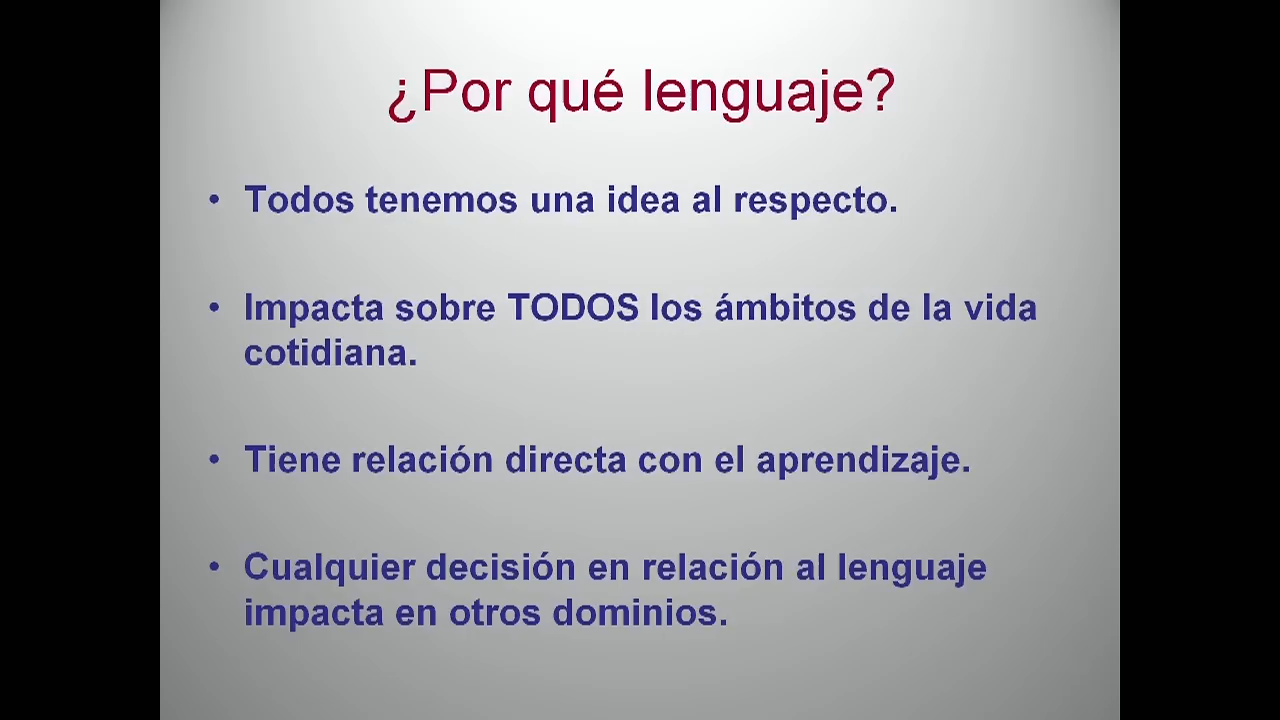 ¿Por qué lenguaje?
• Todos tenemos una idea al respecto.
• Impacta sobre TODOS los ámbitos de la vida
cotidiana.
• Tiene relación directa con el aprendizaje.
• Cualquier decisión en relación al lenguaje
impacta en otros dominios.